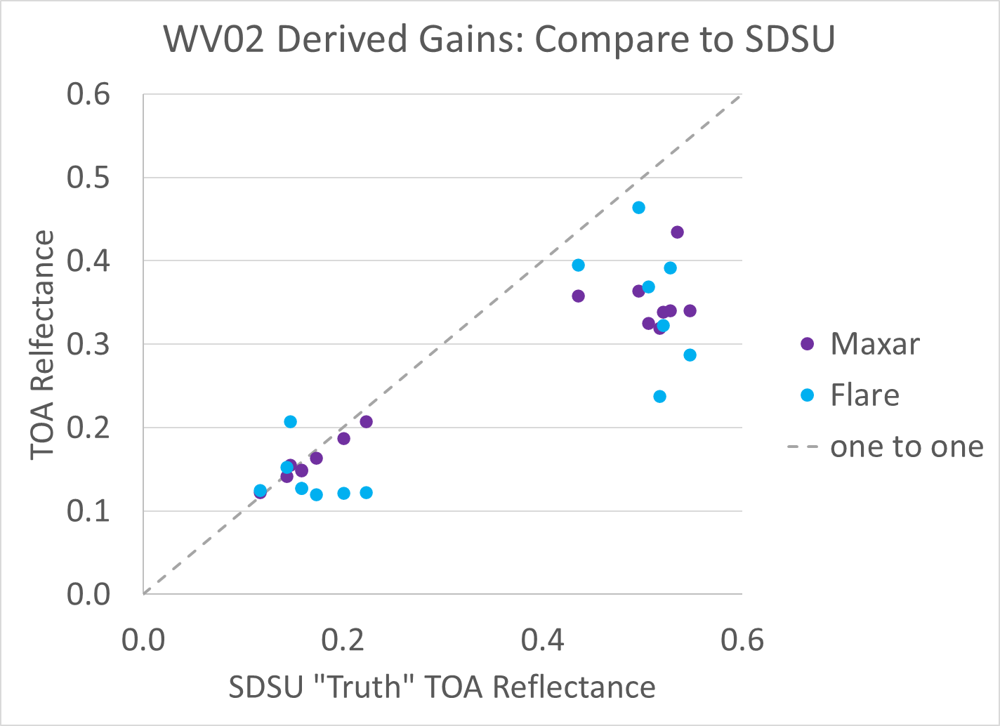 WV02 Derived Gains: Compare to SDSU
0.6
0.5
0.4
0.3
0.2
0.1
0.0
TOA Relfectance
0.0 0.2 0.4 0.6
SDSU "Truth" TOA Reflectance
Maxar
Flare
one to one